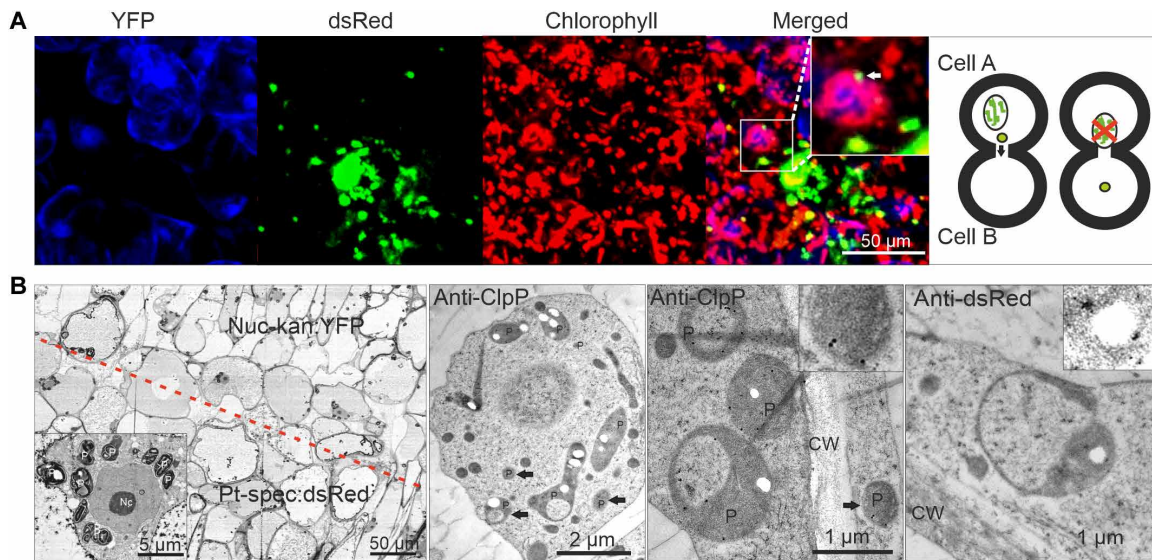 A
YFP
dsRed
Chlorophyll
Merged
50 µm
Cell A
Cell B
B
Nuc-kan:YFP
Pt-spec:dsRed
Nc
5 µm
50 µm
Anti-ClpP
P
P
P
P
P
P
2 µm
Anti-ClpP
P
P
P
CW
P
1 µm
Anti-dsRed
CW
1 µm